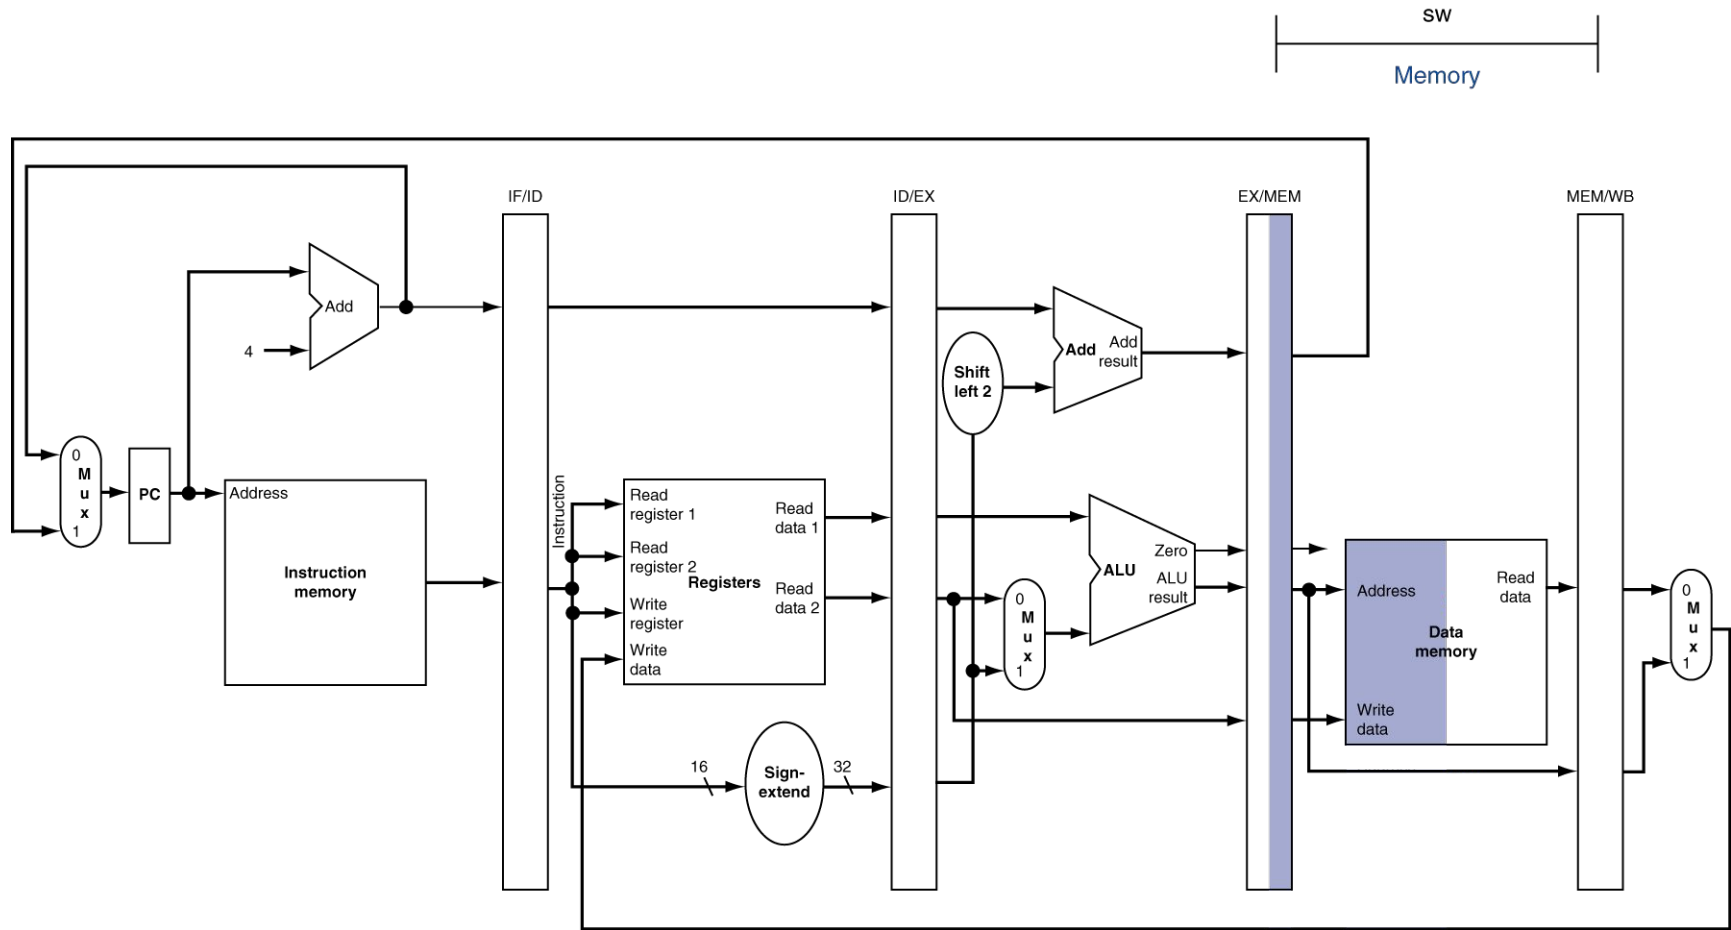 SW
Memory
IF/ID
ID/EX
EX/MEM
MEM/WB
Add
4
Add
Add
result
Shift
left 2
0
M
u
x
1
PC
Address
Instruction
memory
Instruction
Read
register 1
Read
register 2
Write
register
Write
data
Registers
Read
data 1
Read
data 2
16
Sign-
extend
32
0
M
u
x
1
Zero
ALU
ALU
result
Address
Read
data
Data
memory
Write
data
0
M
u
x
1